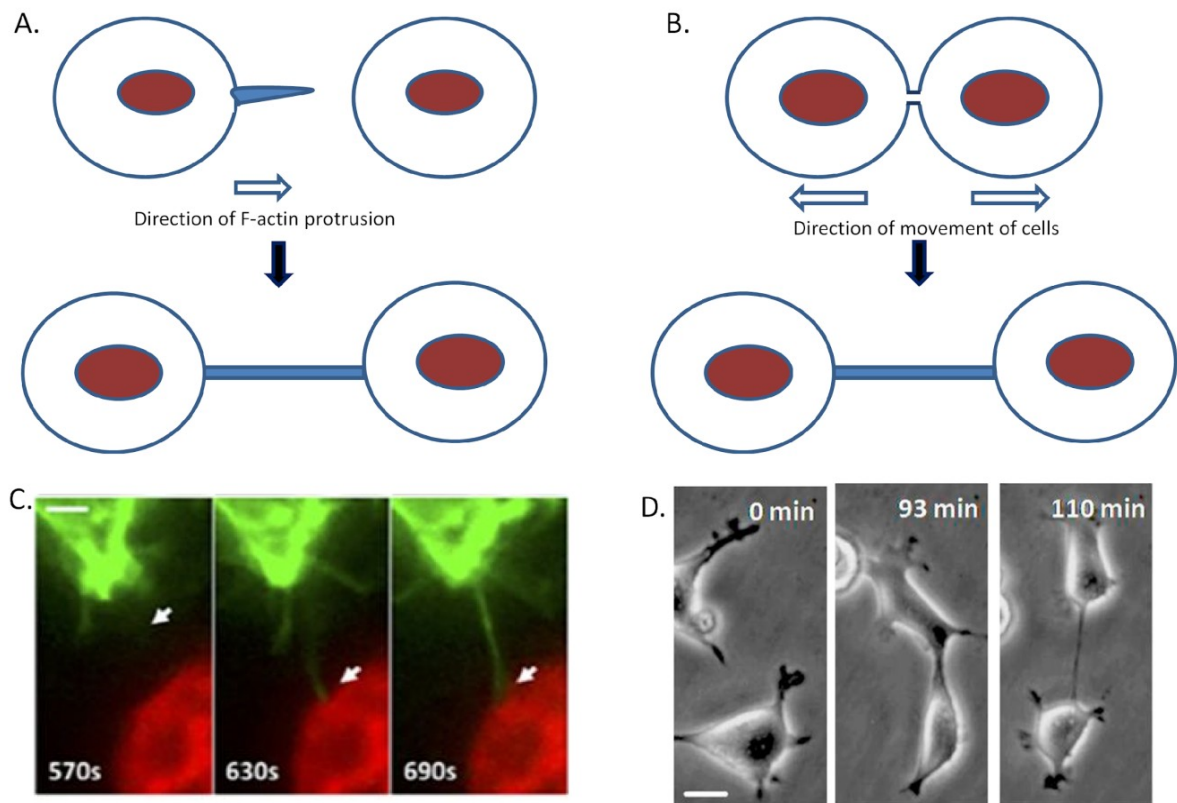 A.
Direction of F-actin protrusion
B.
Direction of movement of cells
C.
570s
630s
690s
D.
0 min
93 min
110 min